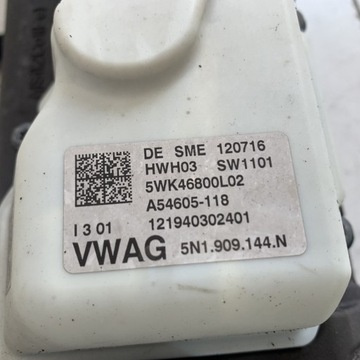 DE SME 120716
HWH03 SW1101
5WK46800L02
A54605-118
I 3 01 121940302401
VWAG 5N1.909.144.N